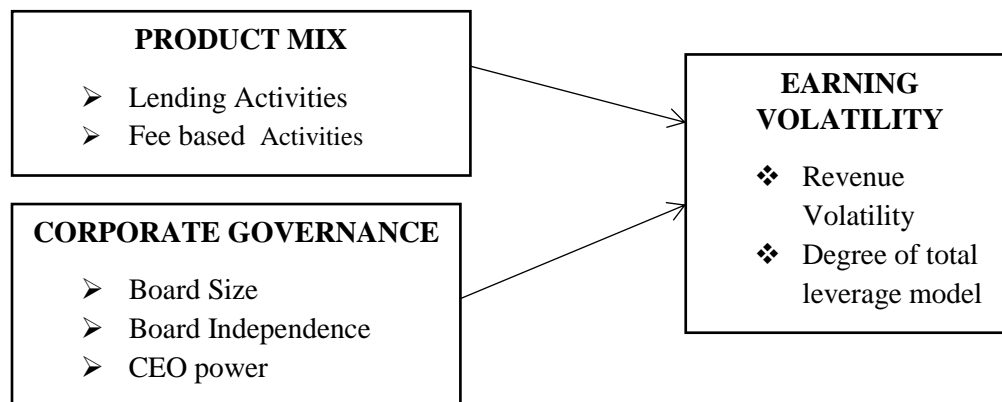 PRODUCT MIX
➢ Lending Activities
➢ Fee based Activities
CORPORATE GOVERNANCE
➢ Board Size
➢ Board Independence
➢ CEO power
EARNING
VOLATILITY
❖ Revenue
Volatility
❖ Degree of total
leverage model